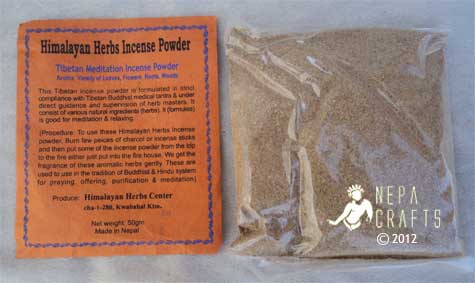 Himalayan Herbs Incense Powder
Tibetan Meditation Incense Powder
Aroma, Variety of Leaves, Flowers, Roots, Woods
This Tibetan incense powder is formulated in strict
compliance with Tibetan Buddhist medical tantra & under
direct guidance and supervision of herb masters. It
consist of various natural ingredients (herbs). It (formules)
is good for meditation & relaxing.
(Procedure: To use these Himalayan Herbs Incense
powder, Burn few pieces of charcol or incense sticks
and then put some of the incense powder from the trip
to the fire either just put into the fire house. We get the
fragrance of these aromatic herbs gently. These are
used to use in the tradition of Buddhist & Hindu system
for praying, offering, purification & meditation)
Produce: Himalayan Herbs Center
cha-1-286, Kwabahal Ktm.
Net weight: 50gm
Made in Nepal
NEPA
CRAFTS
© 2012